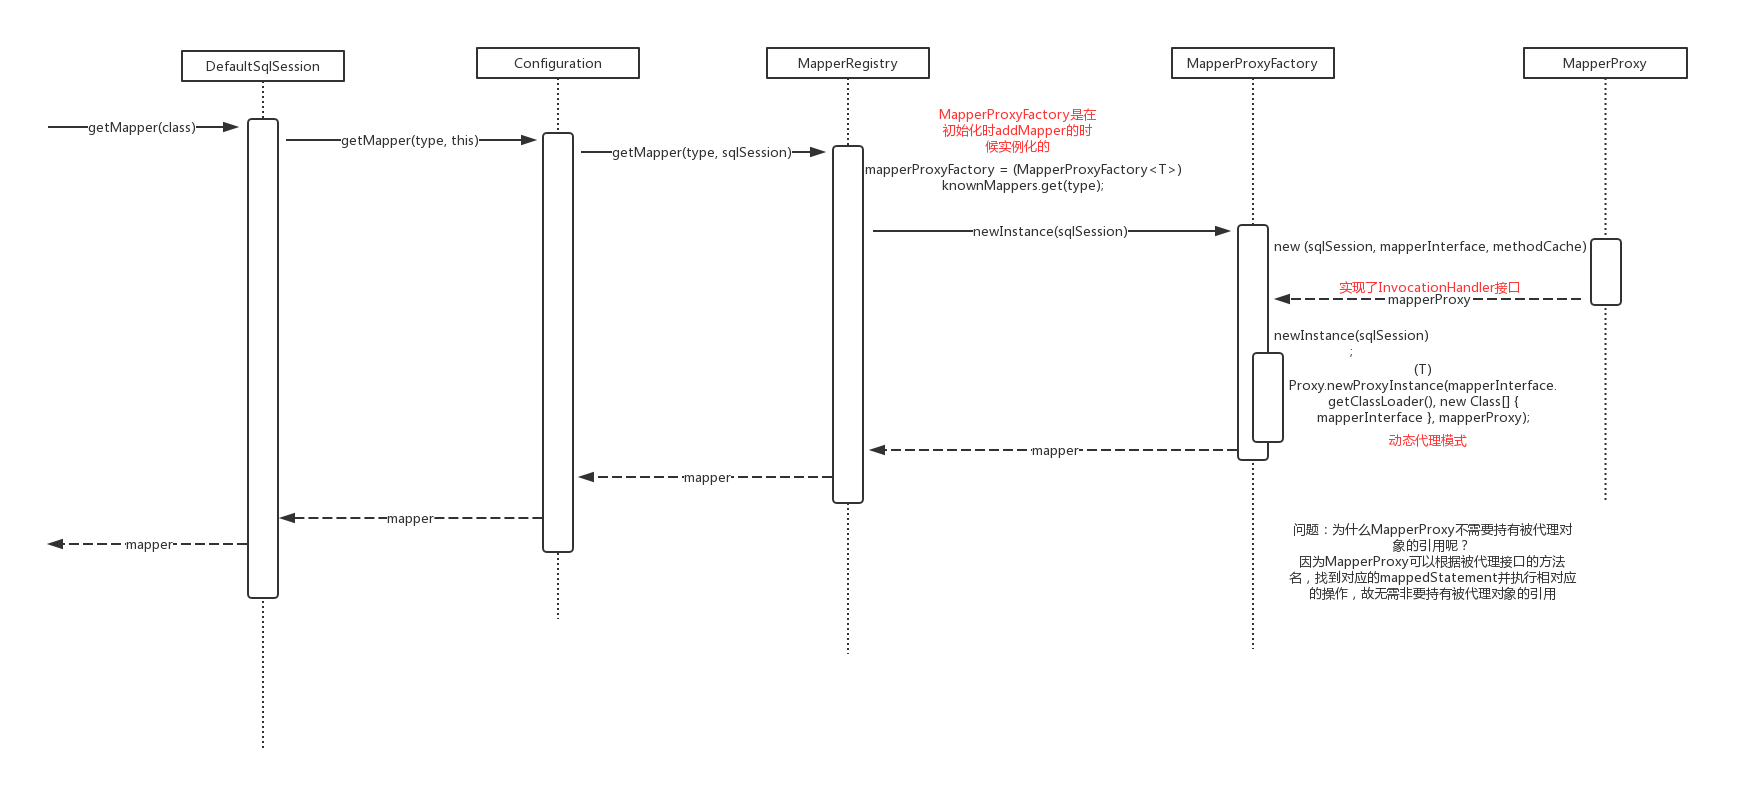 DefaultSqlSession
Configuration
MapperRegistry
MapperProxyFactory
MapperProxy
getMapper(class)
getMapper(type, this)
getMapper(type, sqlSession)
MapperProxyFactory是在
初始化时addMapper的时
候实例化的
mapperProxyFactory = (MapperProxyFactory<T>)
knownMappers.get(type);
newInstance(sqlSession)
new (sqlSession, mapperInterface, methodCache)
实现了InvocationHandler接口
mapperProxy
newInstance(sqlSession)
;
(T)
Proxy.newProxyInstance(mapperInterface.
getClassLoader(), new Class[] {
mapperInterface }, mapperProxy);
动态代理模式
mapper
mapper
mapper
mapper
问题：为什么MapperProxy不需要持有被代理对
象的引用呢？
因为MapperProxy可以根据被代理接口的方法
名，找到对应的mappedStatement并执行相对应
的操作，故无需非要持有被代理对象的引用